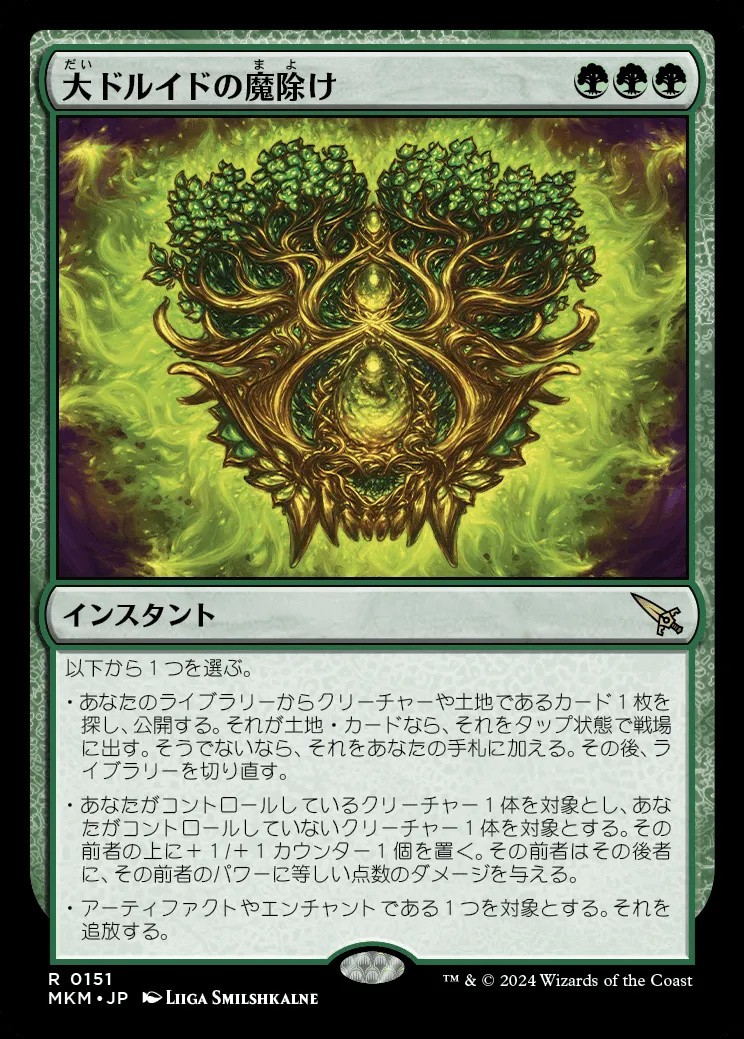 大ドルイドの魔除け
だい ま よ
インスタント
以下から１つを選ぶ。
・あなたのライブラリーからクリーチャーや土地であるカード１枚を
探し、公開する。それが土地・カードなら、それをタップ状態で戦場
に出す。そうでないなら、それをあなたの手札に加える。その後、ラ
イブラリーを切り直す。
・あなたがコントロールしているクリーチャー１体を対象とし、あな
たがコントロールしていないクリーチャー１体を対象とする。その
前者の上に＋１/＋１カウンター１個を置く。その前者はその後者
に、その前者のパワーに等しい点数のダメージを与える。
・アーティファクトやエンチャントである１つを対象とする。それを
追放する。
R 0151
MKM・JP LIIGA SMILSHKALNE
™ & © 2024 Wizards of the Coast